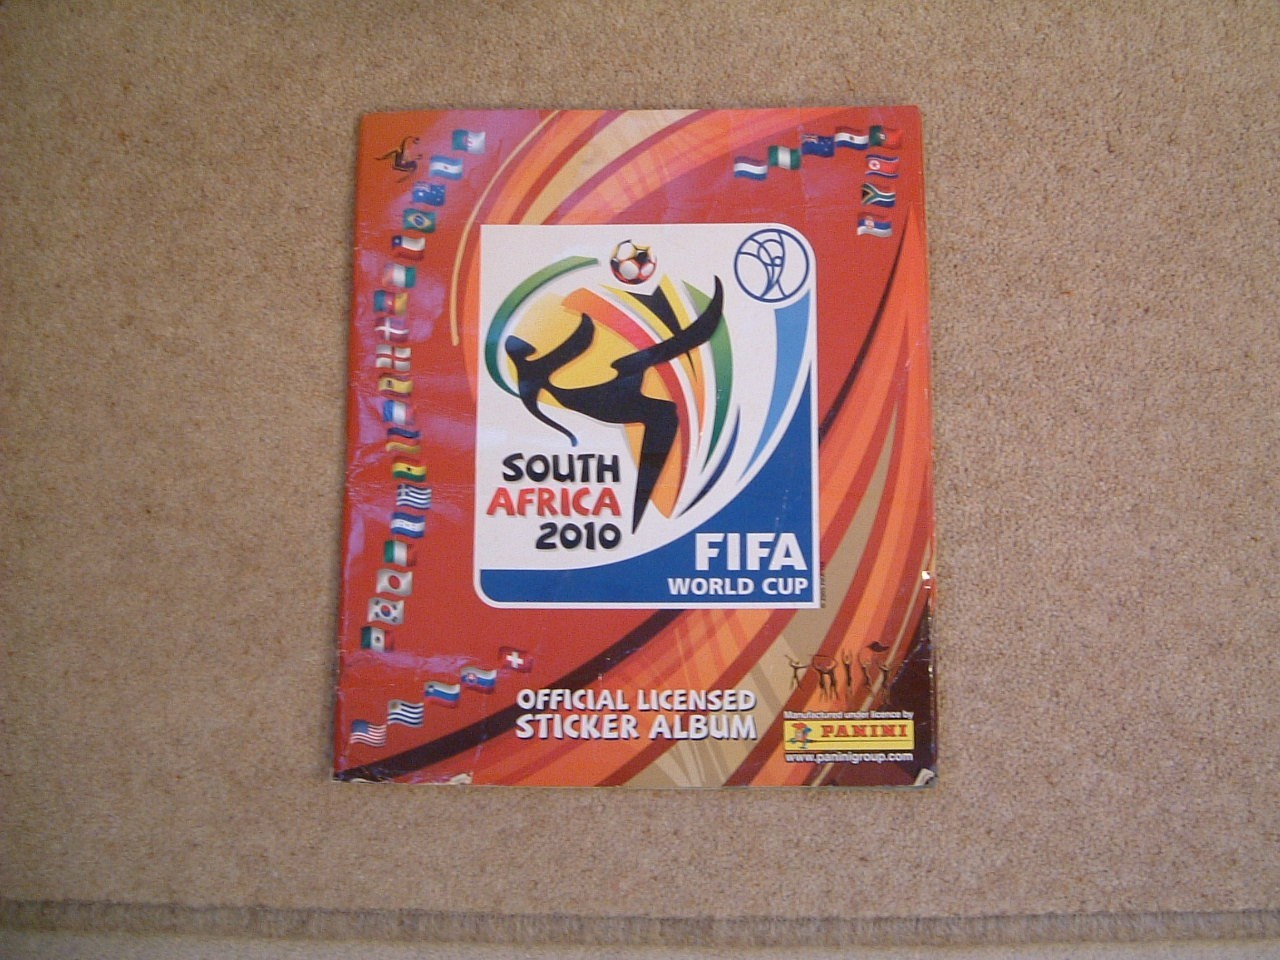 SOUTH
AFRICA
2010
FIFA
WORLD CUP
OFFICIAL LICENSED
STICKER ALBUM
Manufactured under licence by
PANINI
www.paninigroup.com